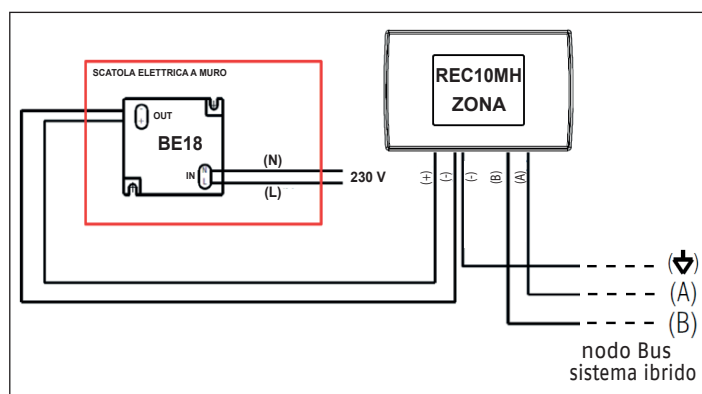 SCATOLA ELETTRICA A MURO
REC10MH
ZONA
-
+
OUT
BE18
IN
N
L
(N)
(L)
230 V
(+)
(-)
(-)
(B)
(A)
(A)
(B)
nodo Bus
sistema ibrido